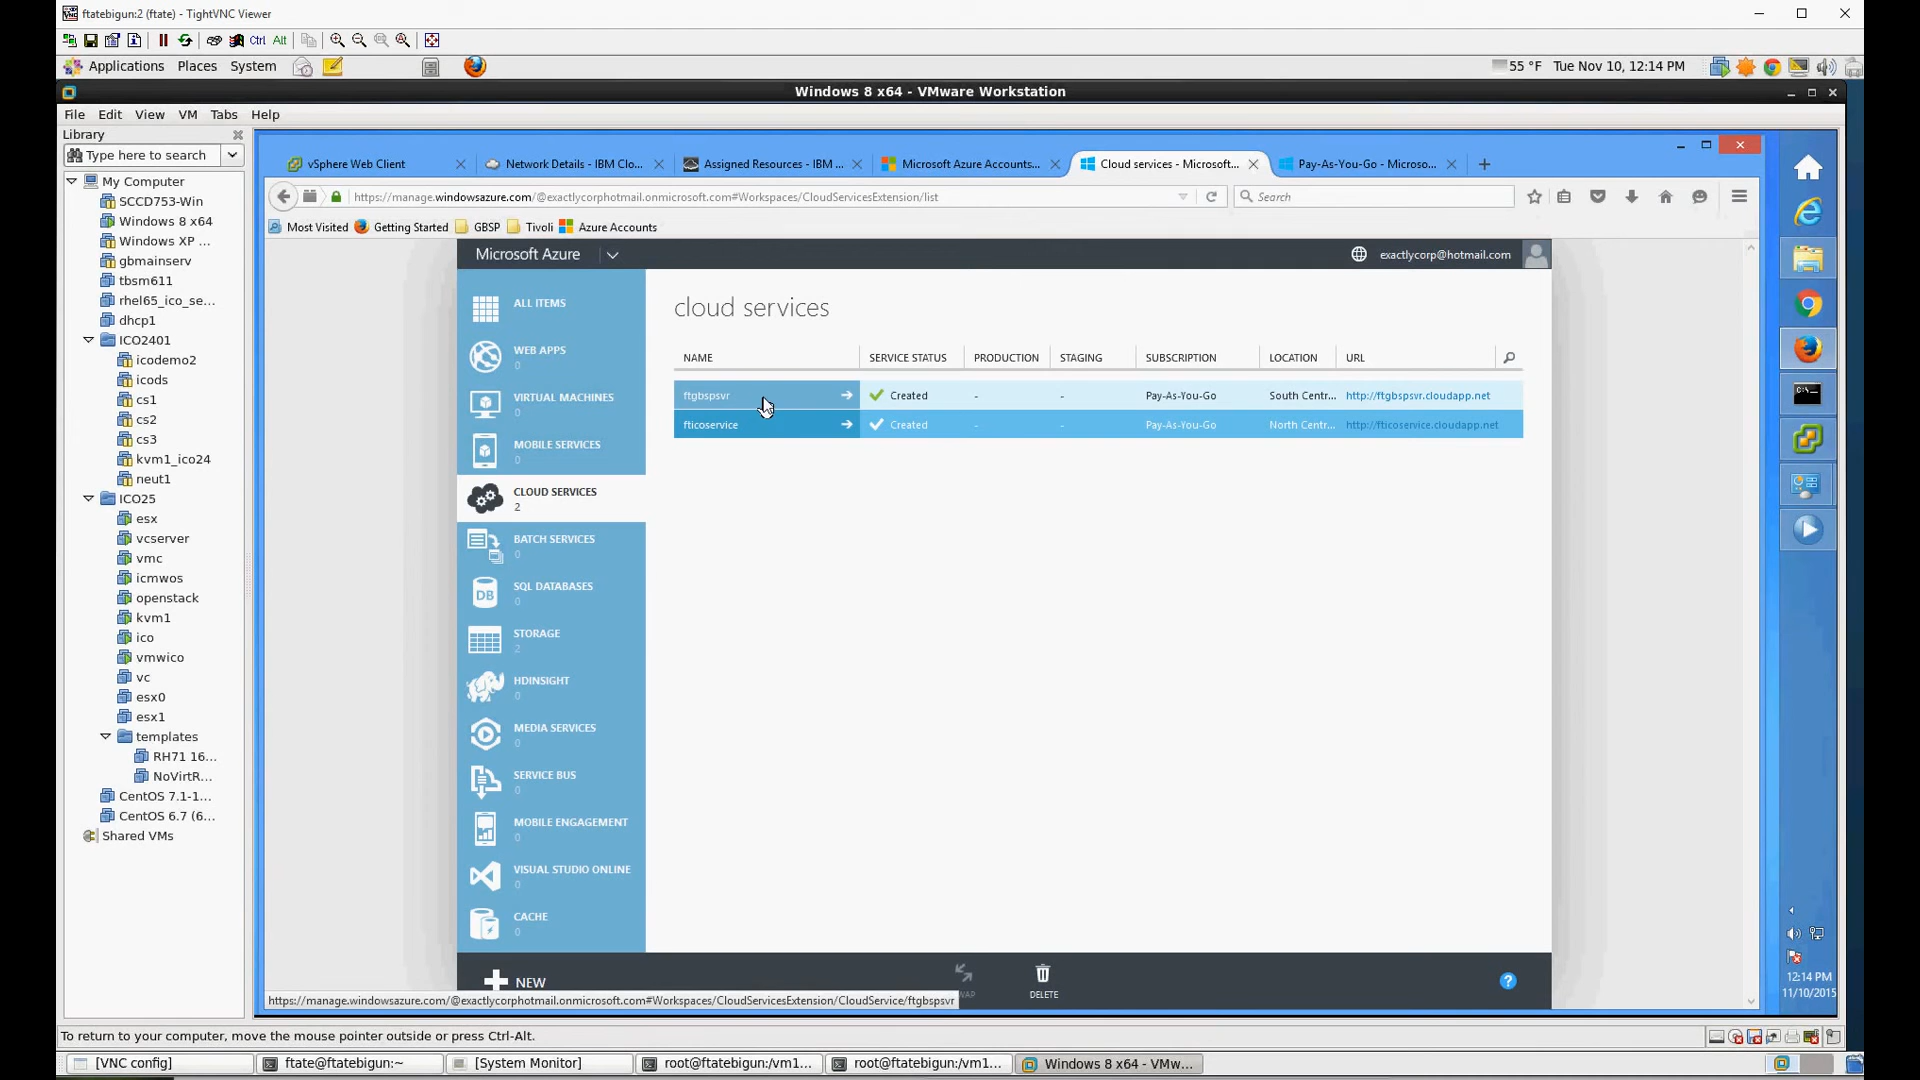 ftatebigun:2 (ftate) - TightVNC Viewer
Ctrl Alt
Applications Places System 55 °F Tue Nov 10, 12:14 PM
Windows 8 x64 - VMware Workstation
File Edit View VM Tabs Help
Library
Type here to search
My Computer
SCCD753-Win
Windows 8 x64
Windows XP ...
gbmainserv
tbsm611
rhel65_ico_se...
dhcp1
ICO2401
icodemo2
icods
cs1
cs2
cs3
kvm1_ico24
neut1
ICO25
esx
vcserver
vmc
icmwos
openstack
kvm1
ico
vmwico
vc
esx0
esx1
templates
RH71 16...
NoVirtR...
CentOS 7.1-1...
CentOS 6.7 (6...
Shared VMs
vSphere Web Client
Network Details - IBM Clo...
Assigned Resources - IBM ...
Microsoft Azure Accounts...
Cloud services - Microsoft...
Pay-As-You-Go - Microso...
https://manage.windowsazure.com/@exactlycorphotmail.onmicrosoft.com#Workspaces/CloudServicesExtension/list
Search
Most Visited Getting Started GBSP Tivoli Azure Accounts
Microsoft Azure exactlycorp@hotmail.com
ALL ITEMS
WEB APPS
0
VIRTUAL MACHINES
0
MOBILE SERVICES
0
CLOUD SERVICES
2
BATCH SERVICES
0
SQL DATABASES
0
DB
STORAGE
2
HDINSIGHT
0
MEDIA SERVICES
0
SERVICE BUS
0
MOBILE ENGAGEMENT
0
VISUAL STUDIO ONLINE
0
CACHE
0
cloud services
NAME SERVICE STATUS PRODUCTION STAGING SUBSCRIPTION LOCATION URL
ftgbspsvr Created - - Pay-As-You-Go South Centr... http://ftgbspsvr.cloudapp.net
fticoservice Created - - Pay-As-You-Go North Centr... http://fticoservice.cloudapp.net
NEW
DELETE
?
https://manage.windowsazure.com/@exactlycorphotmail.onmicrosoft.com#Workspaces/CloudServicesExtension/CloudService/ftgbspsvr
12:14 PM
11/10/2015
To return to your computer, move the mouse pointer outside or press Ctrl-Alt.
[VNC config]
ftate@ftatebigun:~
[System Monitor]
root@ftatebigun:/vm1...
root@ftatebigun:/vm1...
Windows 8 x64 - VMw...